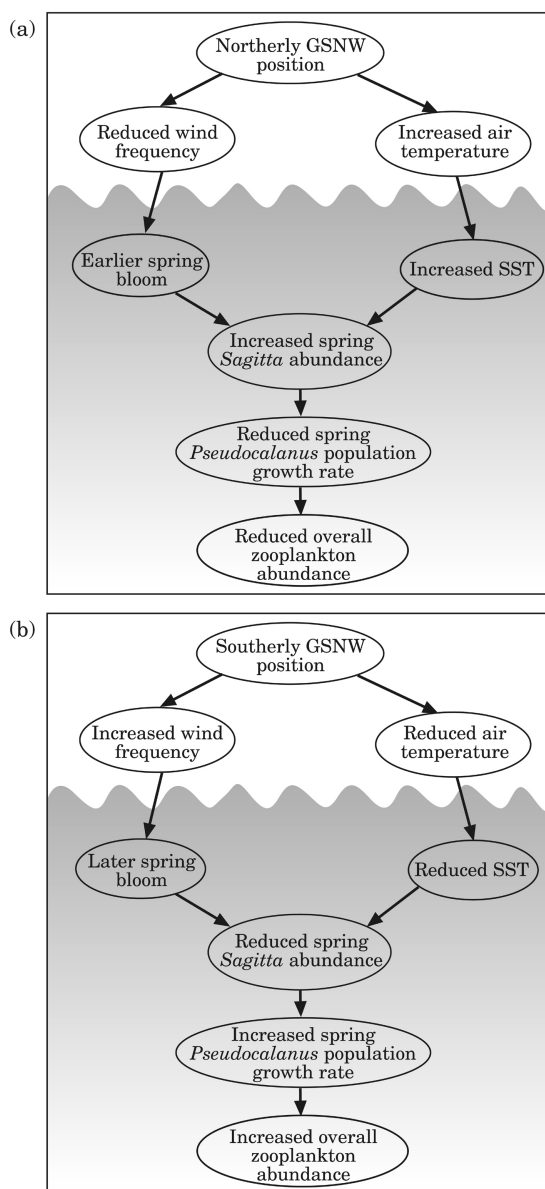 (a)
Northerly GSNW
position
Reduced wind
frequency
Increased air
temperature
Earlier spring
bloom
Increased SST
Increased spring
Sagitta abundance
Reduced spring
Pseudocalanus population
growth rate
Reduced overall
zooplankton
abundance
(b)
Southerly GSNW
position
Increased wind
frequency
Reduced air
temperature
Later spring
bloom
Reduced SST
Reduced spring
Sagitta abundance
Increased spring
Pseudocalanus population
growth rate
Increased overall
zooplankton
abundance